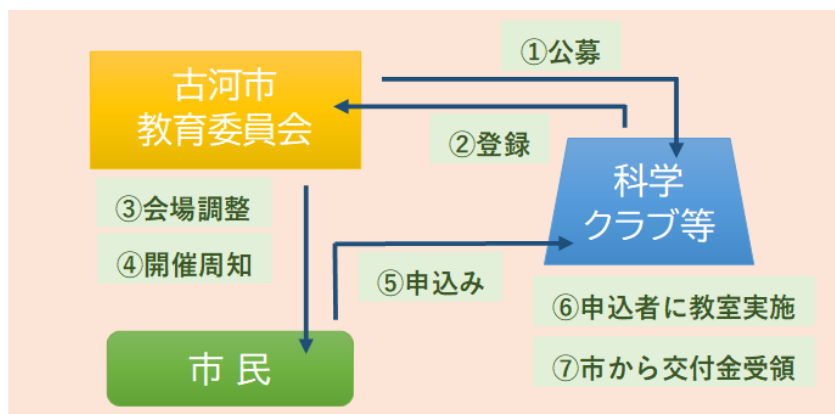 ①公募
古河市
教育委員会
②登録
科学
クラブ等
③会場調整
④開催周知
⑤申込み
⑥申込者に教室実施
市民
⑦市から交付金受領